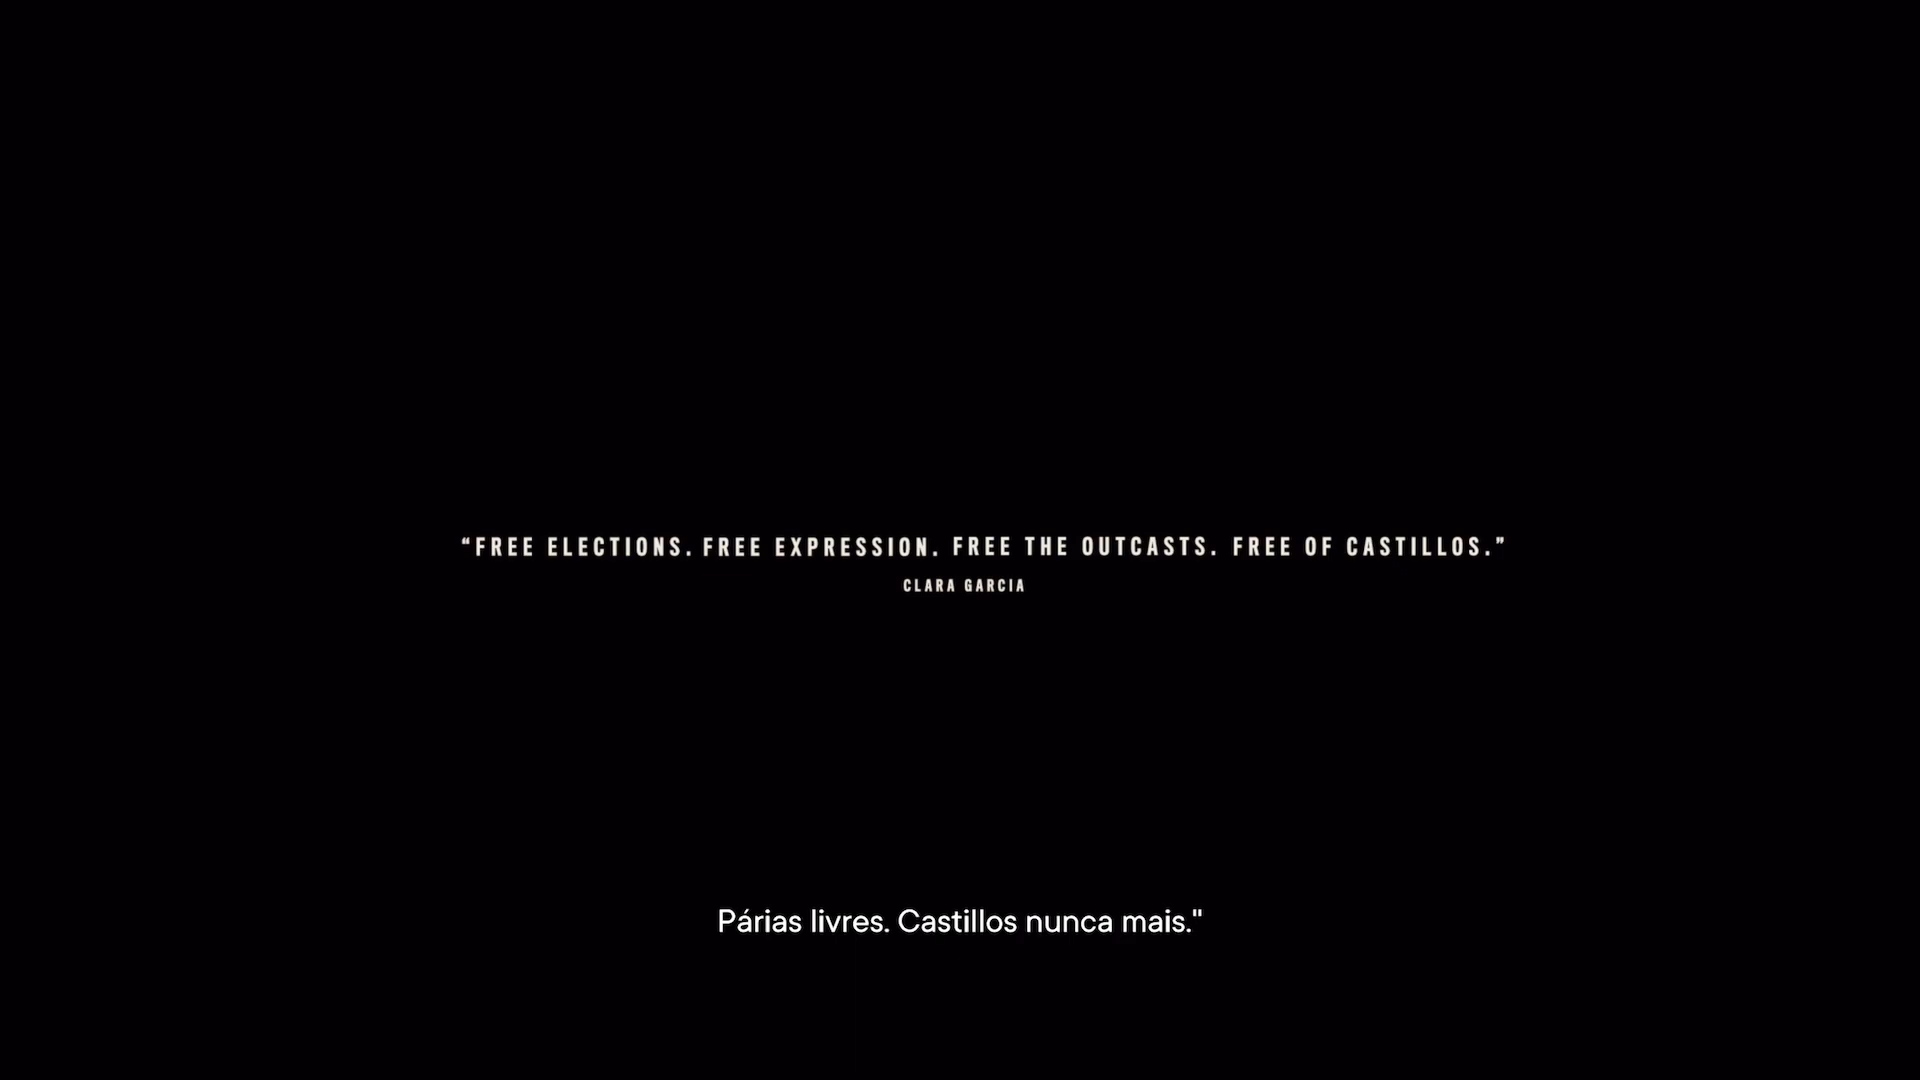 “FREE ELECTIONS. FREE EXPRESSION. FREE THE OUTCASTS. FREE OF CASTILLOS.”
CLARA GARCIA
Párias livres. Castillos nunca mais."